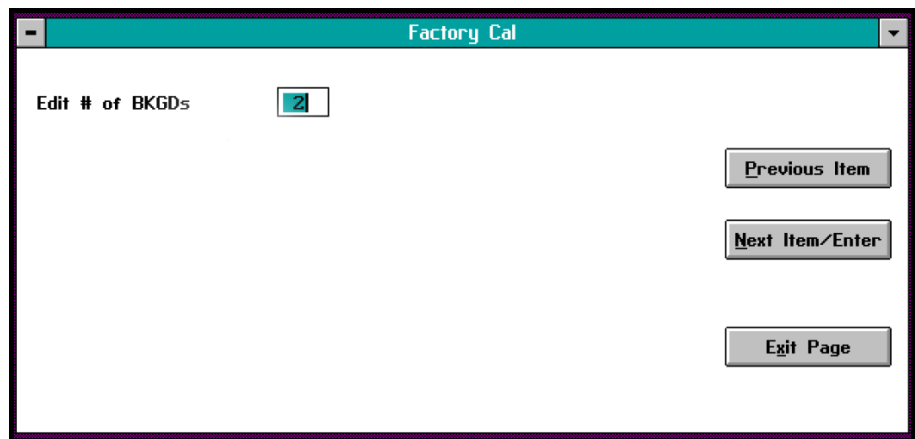 Factory Cal
Edit # of BKGDs 2
Previous Item
Next Item/Enter
Exit Page